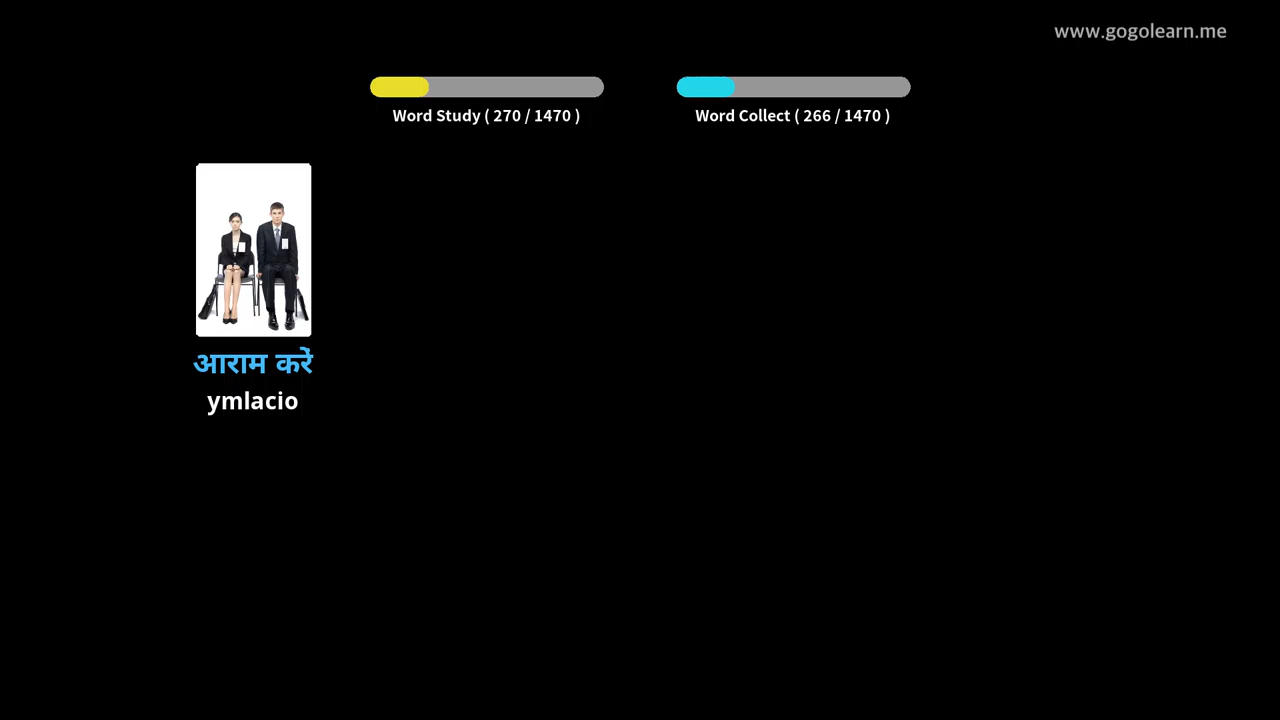 www.gogolearn.me
Word Study ( 270 / 1470 )
Word Collect ( 266 / 1470 )
आराम करें
ymlacio